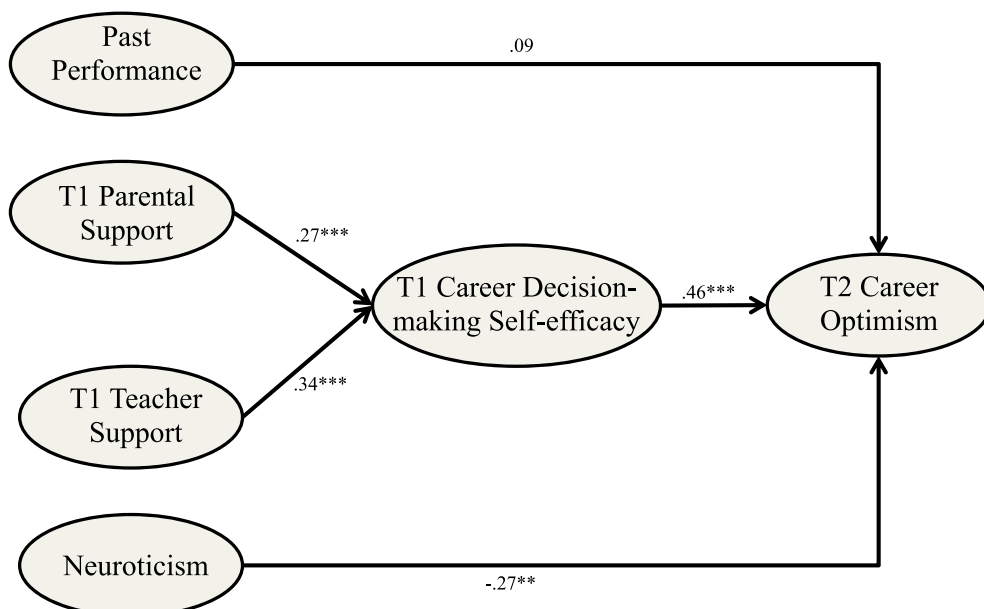 Past
Performance
.09
T1 Parental
Support
.27***
T1 Career Decision-
making Self-efficacy
.46***
T2 Career
Optimism
T1 Teacher
Support
.34***
Neuroticism
-.27**